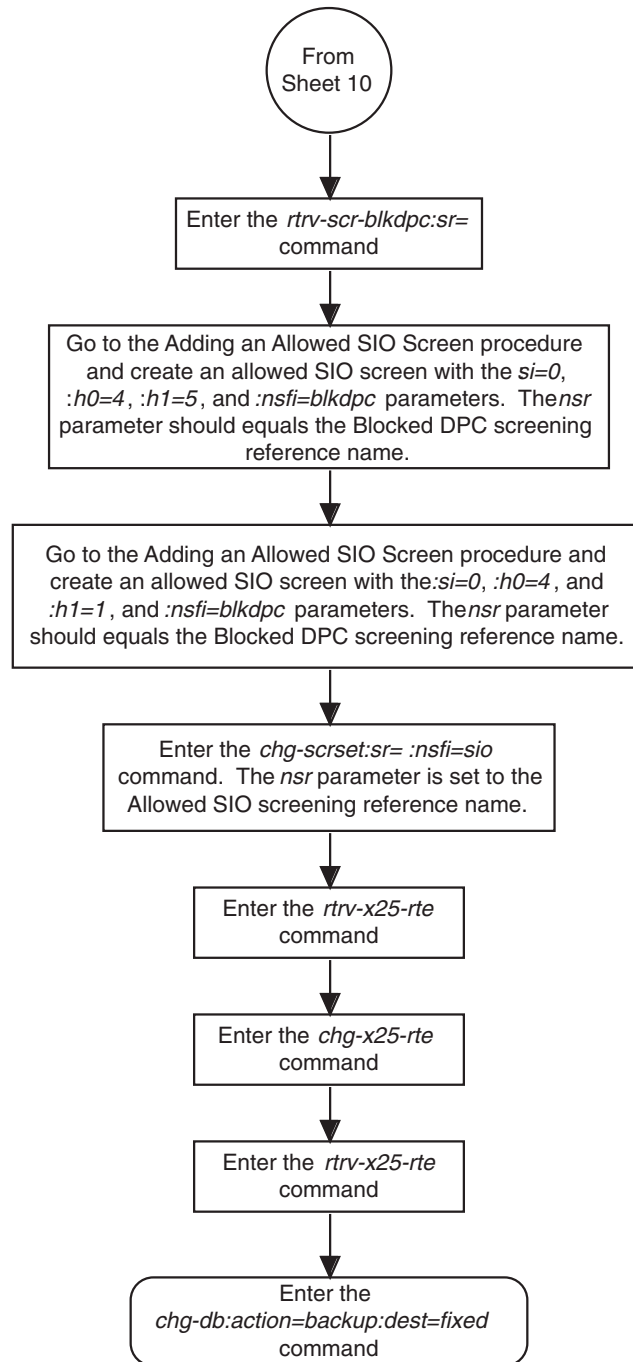 From
Sheet 10
Enter the rtrv-scr-blkdpc:sr=
command
Go to the Adding an Allowed SIO Screen procedure
and create an allowed SIO screen with the si=0,
:h0=4, :h1=5, and :nsfi=blkdpc parameters. The nsr
parameter should equals the Blocked DPC screening
reference name.
Go to the Adding an Allowed SIO Screen procedure and
create an allowed SIO screen with the :si=0, :h0=4, and
:h1=1, and :nsfi=blkdpc parameters. The nsr parameter
should equals the Blocked DPC screening reference name.
Enter the chg-scrset:sr= :nsfi=sio
command. The nsr parameter is set to the
Allowed SIO screening reference name.
Enter the rtrv-x25-rte
command
Enter the chg-x25-rte
command
Enter the rtrv-x25-rte
command
Enter the
chg-db:action=backup:dest=fixed
command